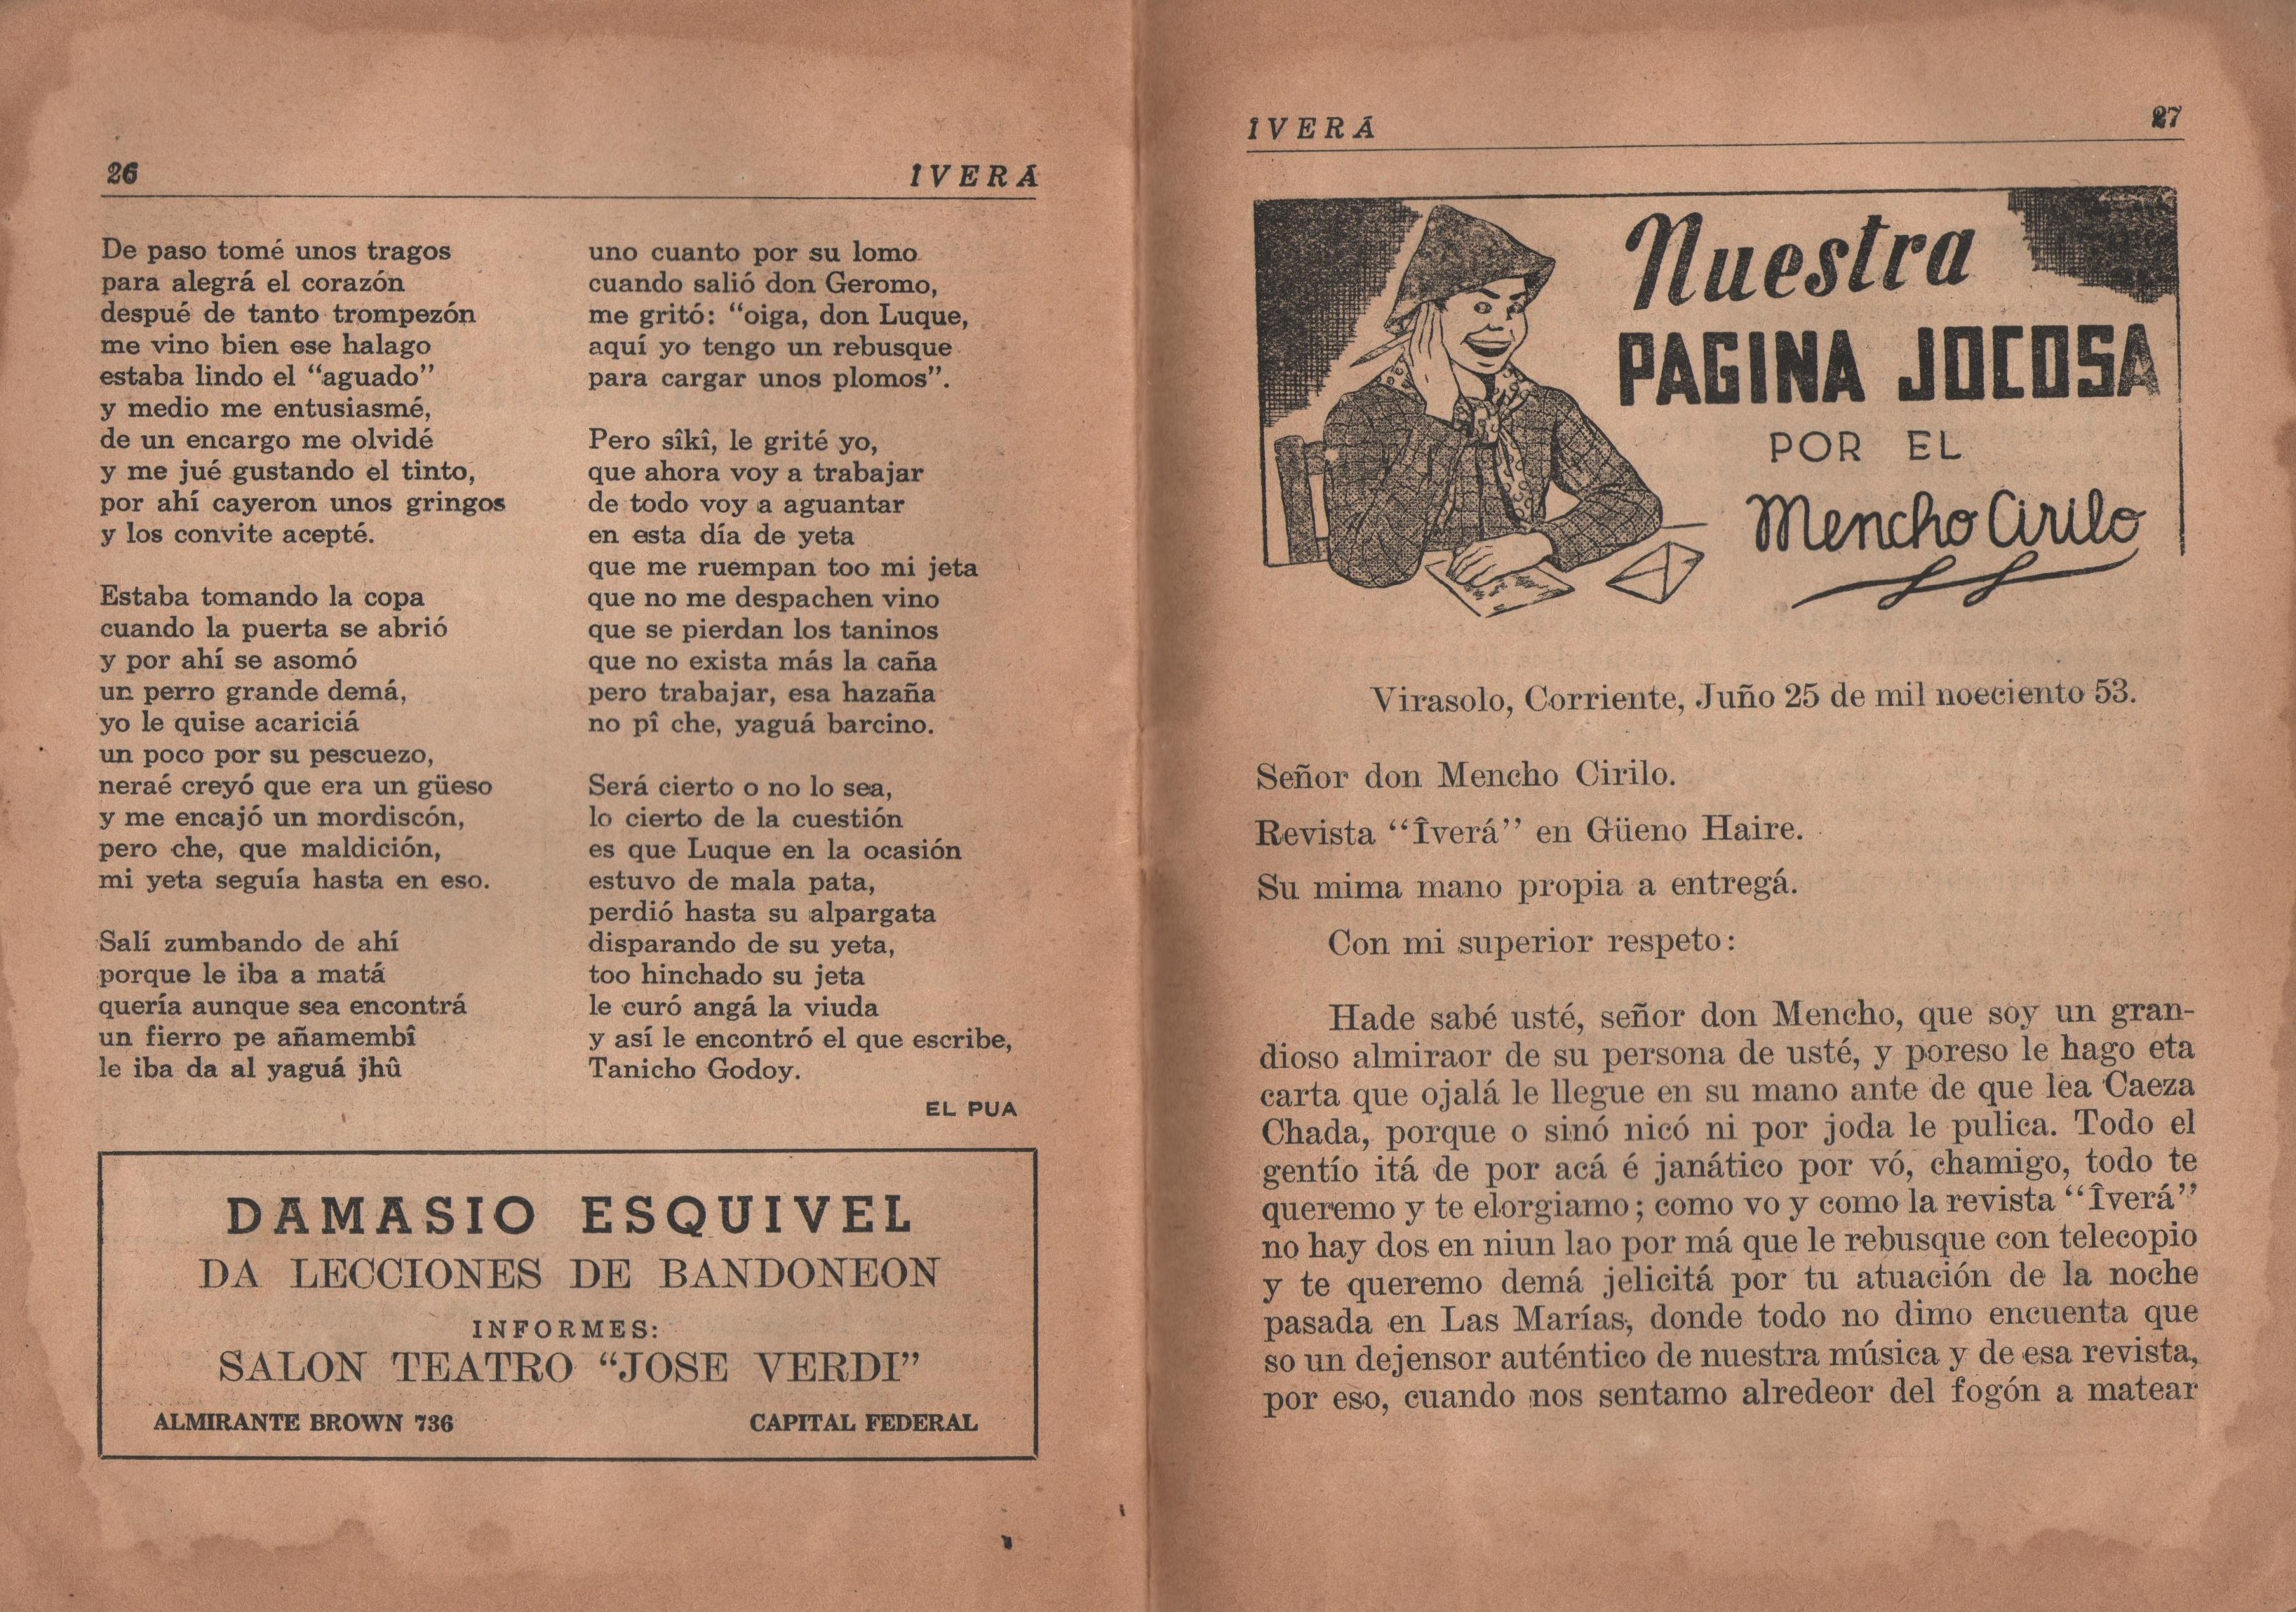 26
ÎVERÁ
De paso tomé unos tragos
para alegrá el corazón
despué de tanto trompezón
me vino bien ese halago
estaba lindo el “aguado”
y medio me entusiasmé,
de un encargo me olvidé
y me jué gustando el tinto,
por ahí cayeron unos gringos
y los convite acepté.
Estaba tomando la copa
cuando la puerta se abrió
y por ahí se asomó
un perro grande demá,
yo le quise acariciá
un poco por su pescuezo,
neraé creyó que era un güeso
y me encajó un mordiscón,
pero che, que maldición,
mi yeta seguía hasta en eso.
Salí zumbando de ahí
porque le iba a matá
quería aunque sea encontrá
un fierro pe añamembî
le iba da al yaguá jhû
uno cuanto por su lomo
cuando salió don Geromo,
me gritó: “oiga, don Luque,
aquí yo tengo un rebusque
para cargar unos plomos”.
Pero sîkî, le grité yo,
que ahora voy a trabajar
de todo voy a aguantar
en esta día de yeta
que me ruempan too mi jeta
que no me despachen vino
que se pierdan los taninos
que no exista más la caña
pero trabajar, esa hazaña
no pî che, yaguá barcino.
Será cierto o no lo sea,
lo cierto de la cuestión
es que Luque en la ocasión
estuvo de mala pata,
perdió hasta su alpargata
disparando de su yeta,
too hinchado su jeta
le curó angá la viuda
y así le encontró el que escribe,
Tanicho Godoy.
EL PUA
DAMASIO ESQUIVEL
DA LECCIONES DE BANDONEON
INFORMES:
SALON TEATRO “JOSE VERDI”
ALMIRANTE BROWN 736
CAPITAL FEDERAL
ÎVERÁ
27
Nuestra
PAGINA JOCOSA
POR EL
Mencho Cirilo
Virasolo, Corriente, Juño 25 de mil noeciento 53.
Señor don Mencho Cirilo.
Revista “Îverá” en Güeno Haire.
Su mima mano propia a entregá.
Con mi superior respeto:
Hade sabé usté, señor don Mencho, que soy un gran-
dioso almiraor de su persona de usté, y poreso le hago eta
carta que ojalá le llegue en su mano ante de que lea Caeza
Chada, porque o sinó nicó ni por joda le pulica. Todo el
gentío itá de por acá é janático por vó, chamigo, todo te
queremo y te elorgiamo; como vo y como la revista “Îverá”
no hay dos en niun lao por má que le rebusque con telecopio
y te queremo demá jelicitá por tu atuación de la noche
pasada en Las Marías, donde todo no dimo encuenta que
so un dejensor auténtico de nuestra música y de esa revista,
por eso, cuando nos sentamo alredeor del fogón a matear